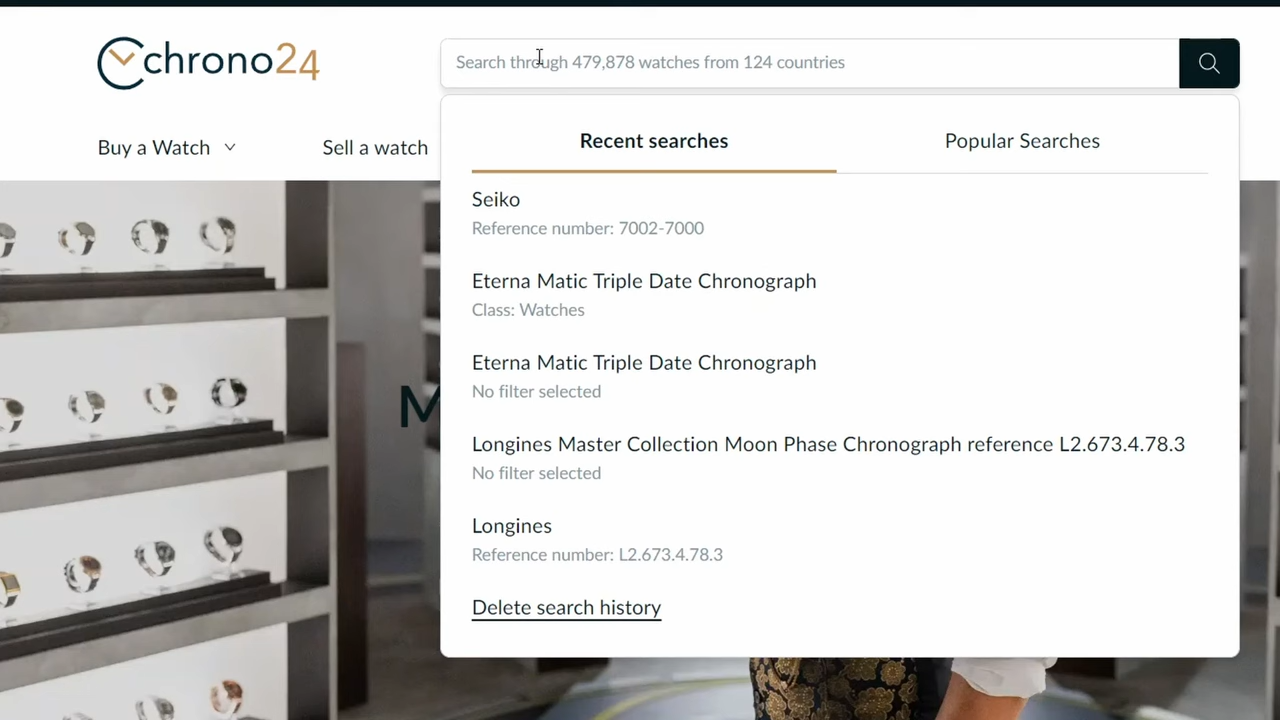 chrono24
Search through 479,878 watches from 124 countries
Buy a Watch
Sell a watch
Recent searches
Popular Searches
Seiko
Reference number: 7002-7000
Eterna Matic Triple Date Chronograph
Class: Watches
Eterna Matic Triple Date Chronograph
No filter selected
Longines Master Collection Moon Phase Chronograph reference L2.673.4.78.3
No filter selected
Longines
Reference number: L2.673.4.78.3
Delete search history